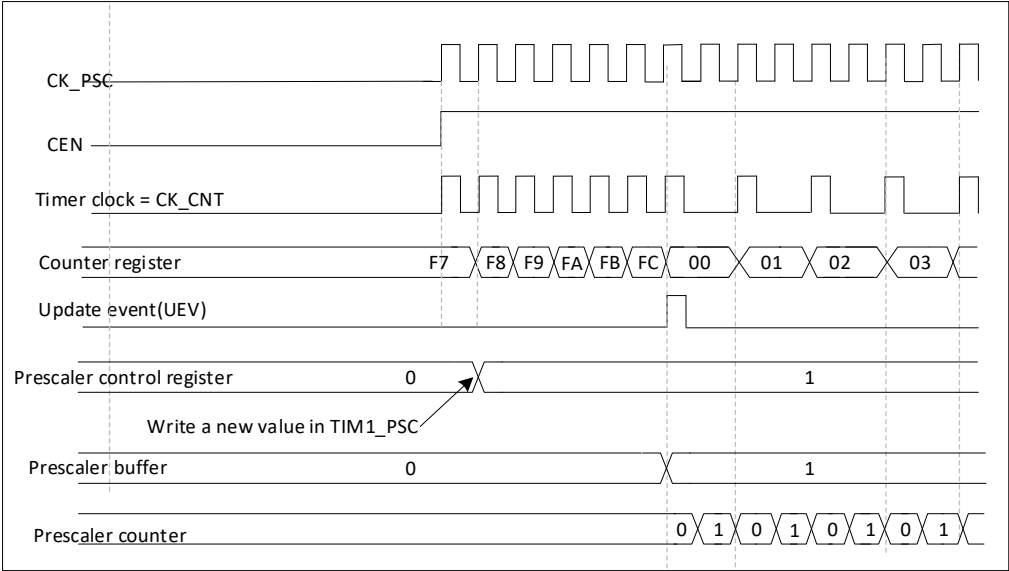 CK_PSC
CEN
Timer clock = CK_CNT
Counter register F7 F8 F9 FA FB FC 00 01 02 03
Update event(UEV)
Prescaler control register 0 1
Write a new value in TIM1_PSC
Prescaler buffer 0 1
Prescaler counter 0 1 0 1 0 1 0 1